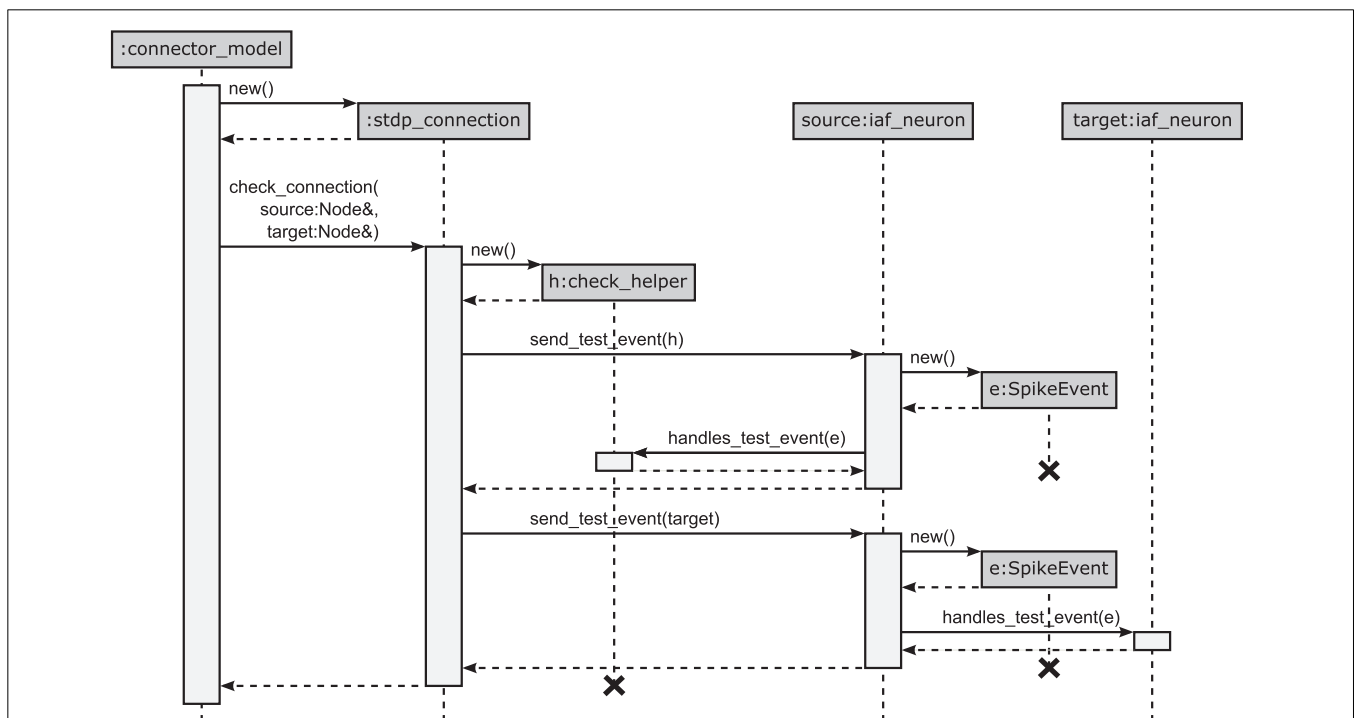 :connector_model
new()
:stdp_connection
source:iaf_neuron
target:iaf_neuron
check_connection(
source:Node&,
target:Node&)
new()
h:check_helper
send_test_event(h)
new()
e:SpikeEvent
handles_test_event(e)
send_test_event(target)
new()
e:SpikeEvent
handles_test_event(e)